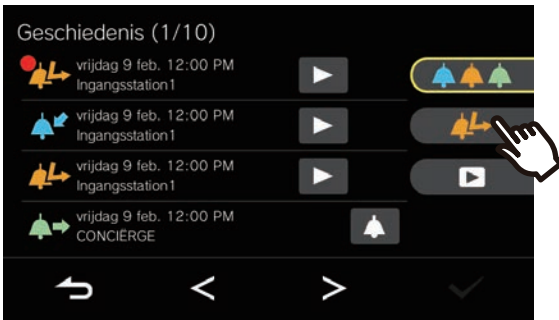 Geschiedenis (1/10)
vrijdag 9 feb. 12:00 PM
Ingangsstation1
vrijdag 9 feb. 12:00 PM
Ingangsstation1
vrijdag 9 feb. 12:00 PM
Ingangsstation1
vrijdag 9 feb. 12:00 PM
CONCIËRGE